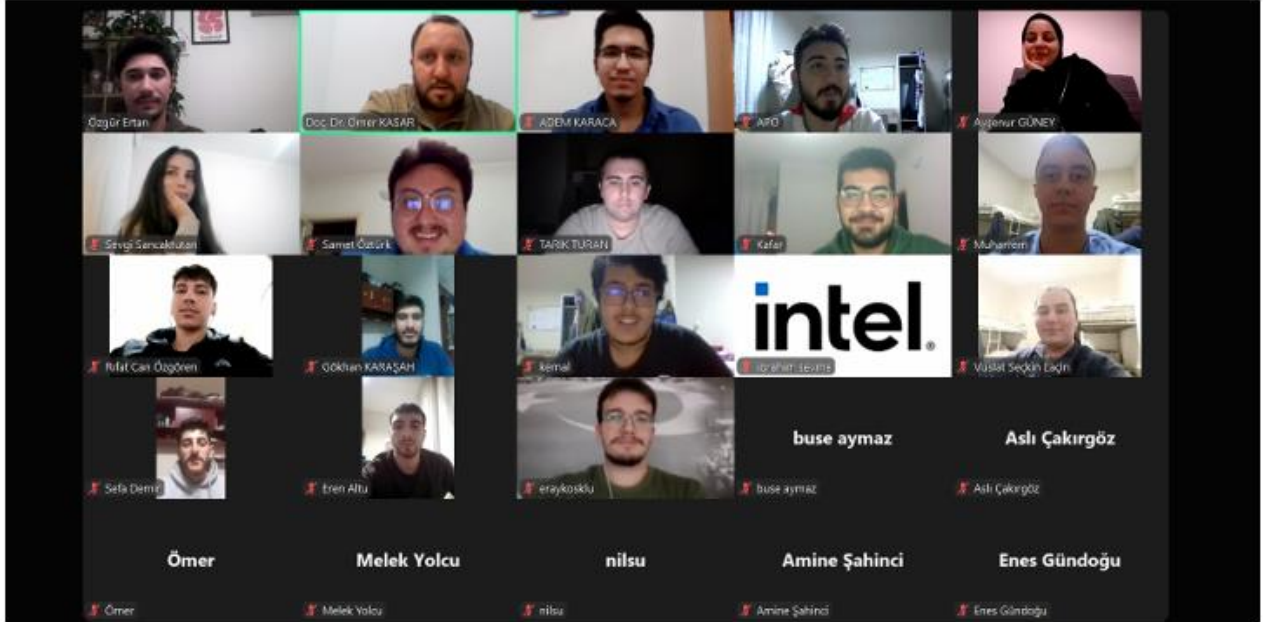 Özgür Ertan
Doç. Dr. Ömer KASAR
ADEM KARACA
APO
Ayşenur GÜNEY
Sevgi Sancaktutan
Samet Öztürk
TARIK TURAN
Kafar
Muharrem
Rıfat Can Özgören
Gökhan KARAŞAH
kemal
intel.
ibrahim sevinç
Vuslat Seçkin Laçin
Sefa Demir
Eren Altu
eraykosklu
buse aymaz
buse aymaz
Aslı Çakırgöz
Aslı Çakırgöz
Ömer
Melek Yolcu
nilsu
Amine Şahinci
Enes Gündoğu
Ömer
Melek Yolcu
nilsu
Amine Şahinci
Enes Gündoğu